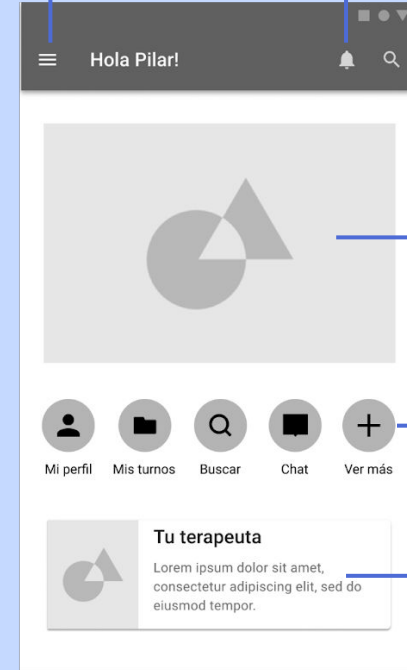 Hola Pilar!
Mi perfil
Mis turnos
Buscar
Chat
Ver más
Tu terapeuta
Lorem ipsum dolor sit amet,
consectetur adipiscing elit, sed do
eiusmod tempor.